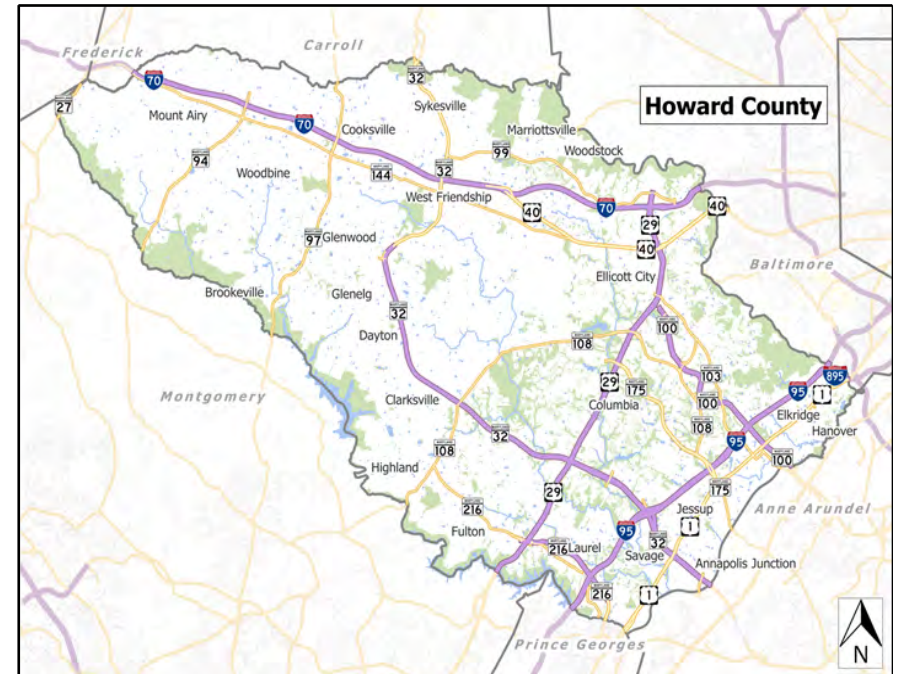 Frederick
Carroll
32
70
27
Howard County
Sykesville
Mount Airy
70
Cooksville
Marriottsville
94
99
Woodstock
144
32
Woodbine
West Friendship
40
70
40
29
97
Glenwood
40
Baltimore
Ellicott City
Brookeville
Glenelg
32
100
Dayton
108
103
895
29
175
95
1
Montgomery
Clarksville
Columbia
100
Elkridge
108
Hanover
108
32
95
100
Highland
29
175
216
Jessup
Anne Arundel
Fulton
95
1
216
Laurel
32
Savage
Annapolis Junction
216
1
Prince Georges
N